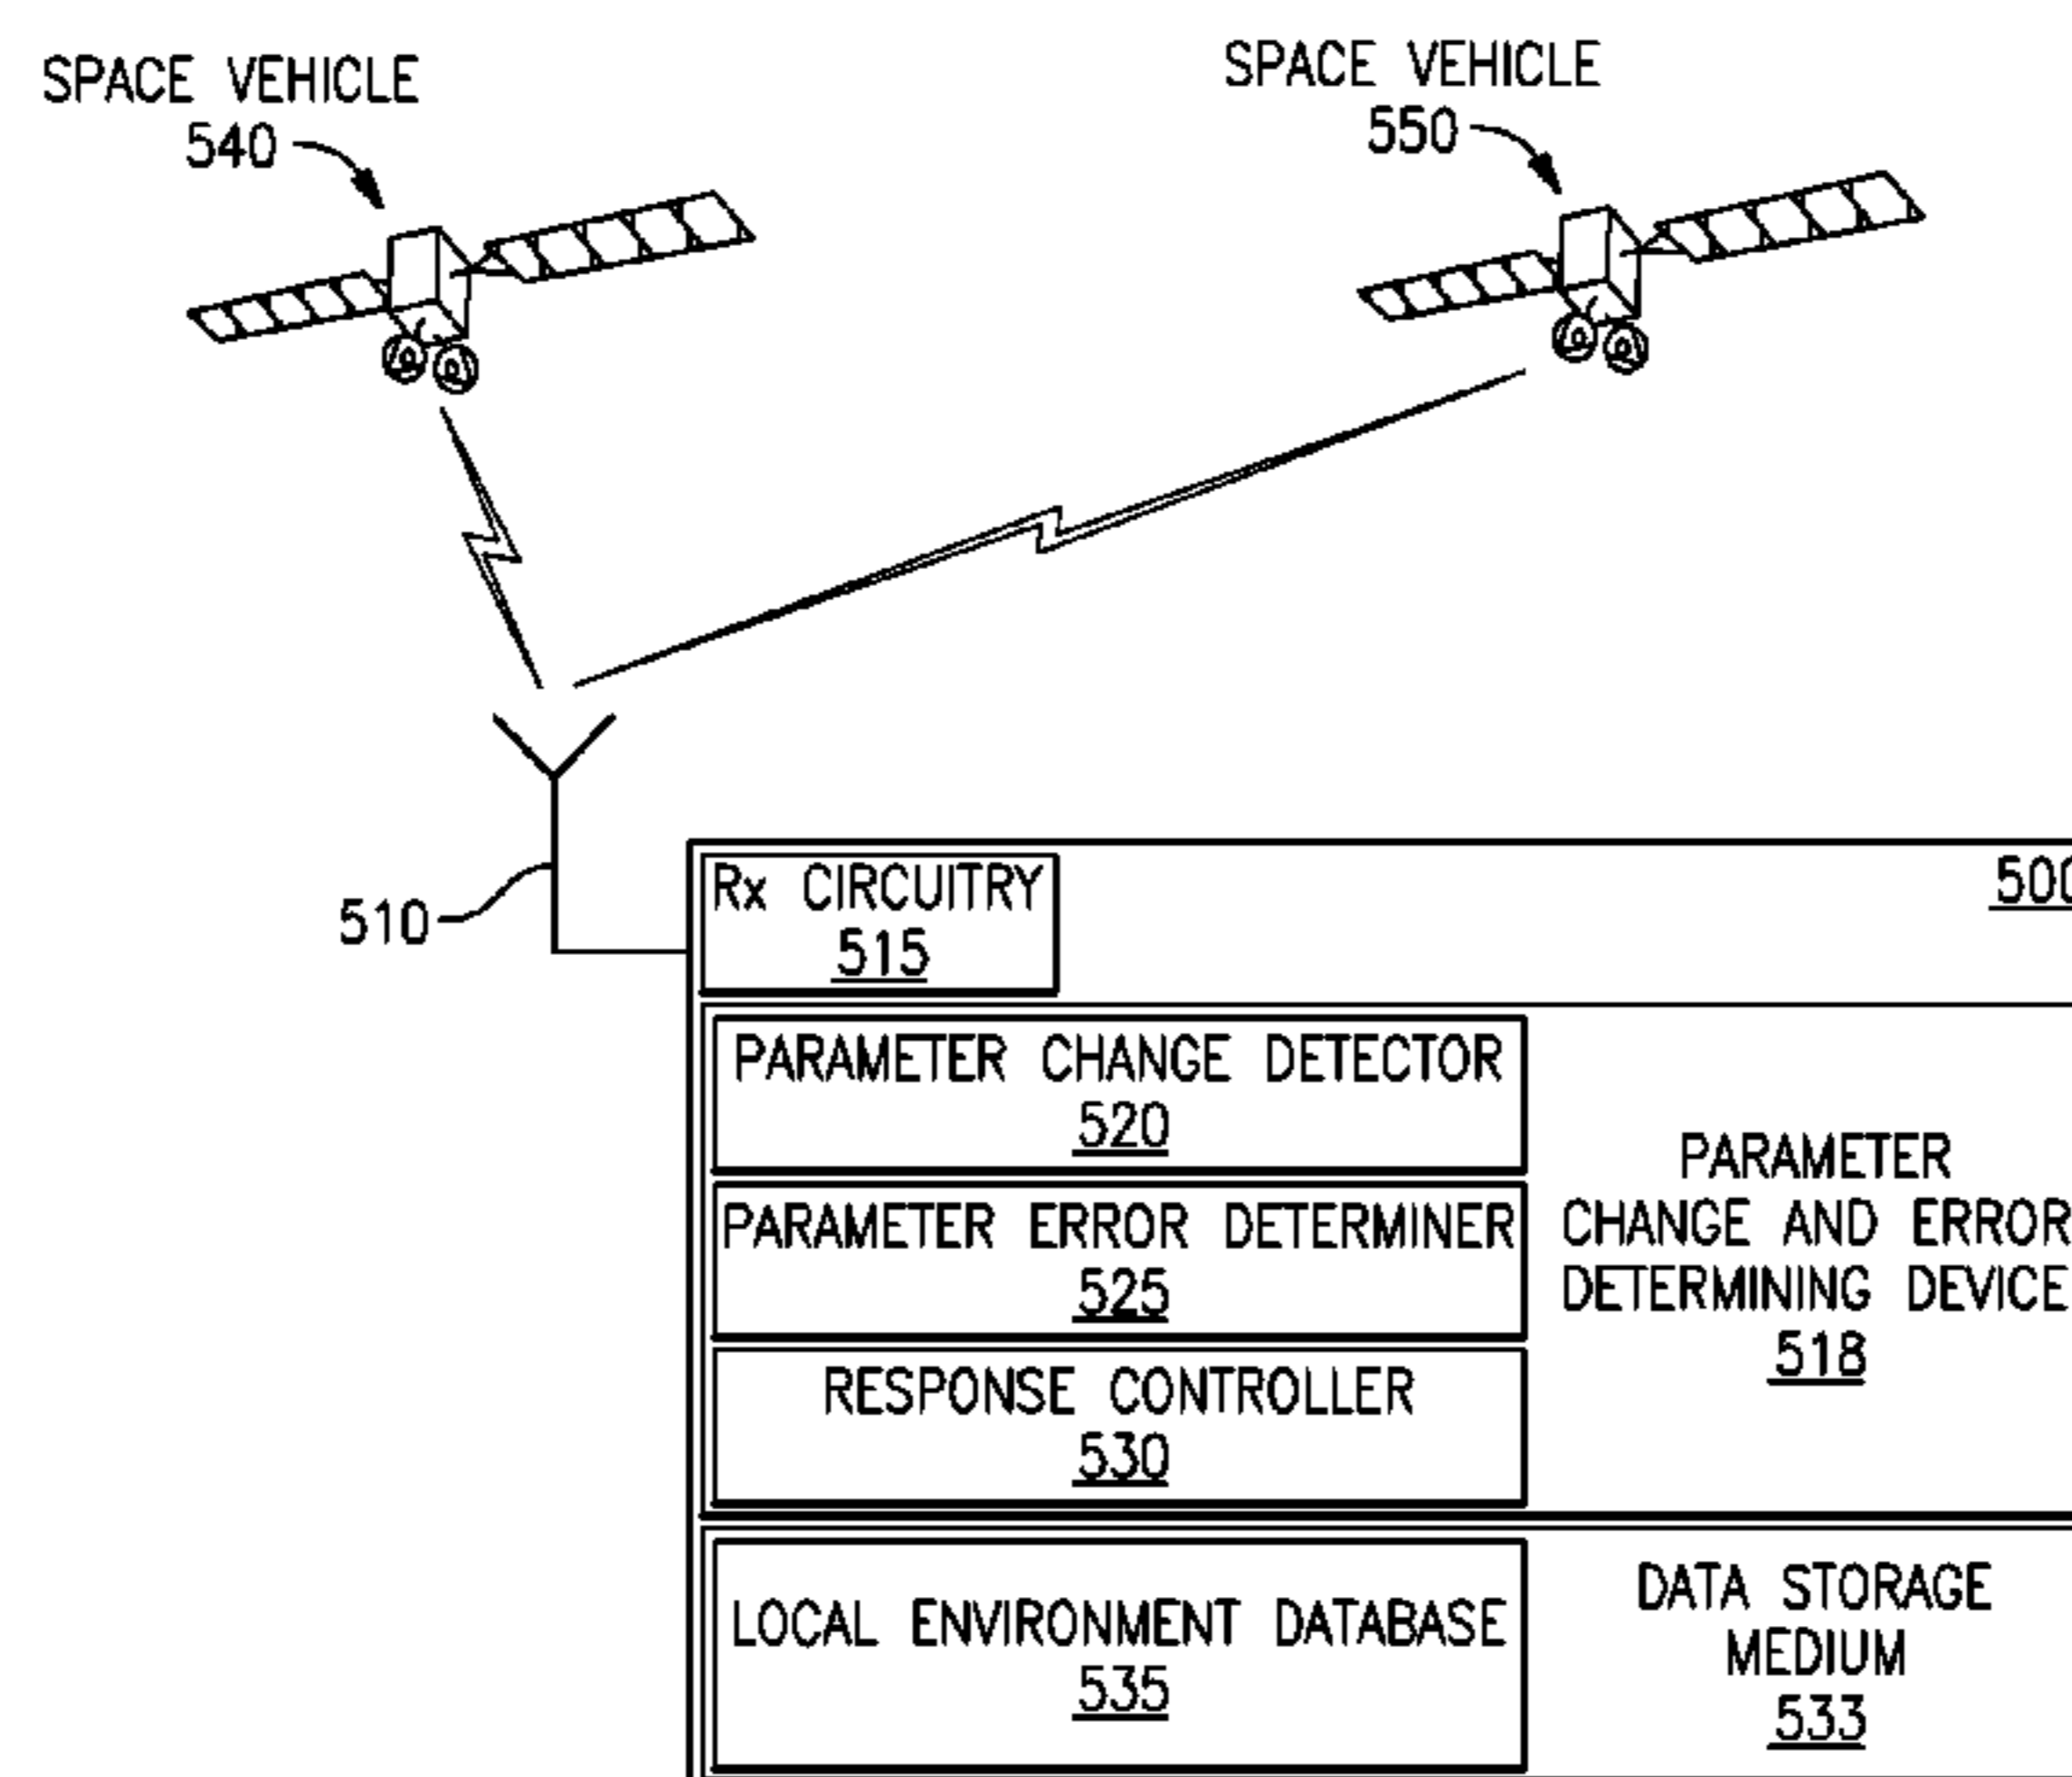 SPACE VEHICLE
540
SPACE VEHICLE
550
510
Rx CIRCUITRY
515
500
PARAMETER CHANGE DETECTOR
520
PARAMETER ERROR DETERMINER
525
RESPONSE CONTROLLER
530
PARAMETER
CHANGE AND ERROR
DETERMINING DEVICE
518
LOCAL ENVIRONMENT DATABASE
535
DATA STORAGE
MEDIUM
533